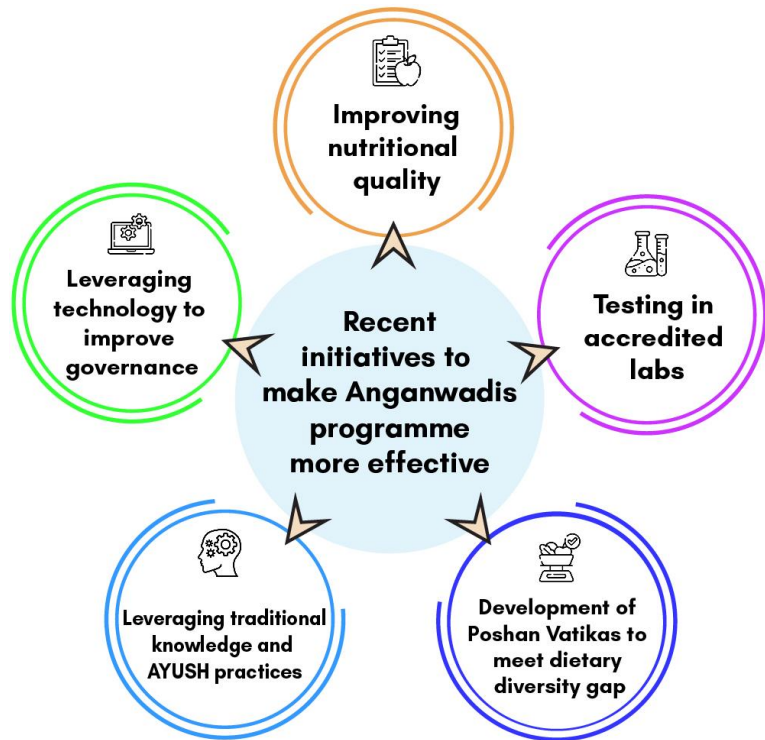 Improving
nutritional
quality
Leveraging
technology to
improve
governance
Testing in
accredited
labs
Recent
initiatives to
make Anganwadis
programme
more effective
Leveraging traditional
knowledge and
AYUSH practices
Development of
Poshan Vatikas to
meet dietary
diversity gap